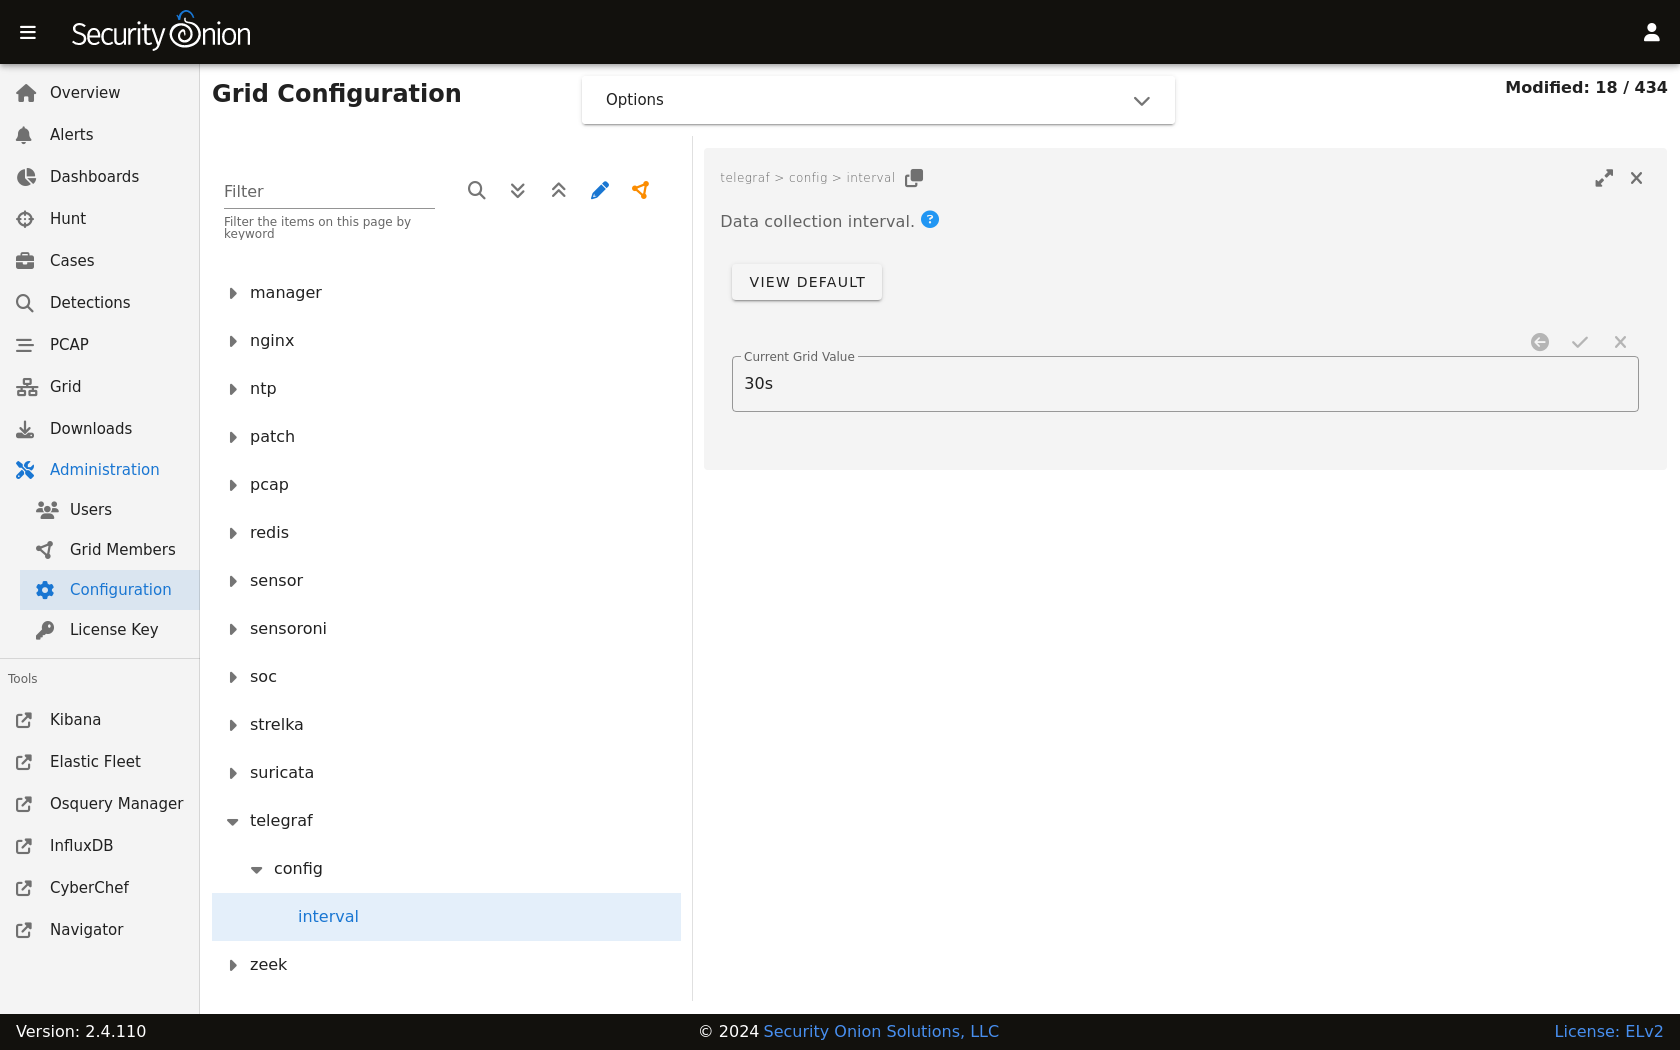 Security Onion
Overview
Alerts
Dashboards
Hunt
Cases
Detections
PCAP
Grid
Downloads
Administration
Users
Grid Members
Configuration
License Key
Tools
Kibana
Elastic Fleet
Osquery Manager
InfluxDB
CyberChef
Navigator
Grid Configuration
Options
Modified: 18 / 434
Filter
Filter the items on this page by
keyword
manager
nginx
ntp
patch
pcap
redis
sensor
sensoroni
soc
strelka
suricata
telegraf
config
interval
zeek
telegraf > config > interval
Data collection interval. ?
VIEW DEFAULT
Current Grid Value
30s
Version: 2.4.110
© 2024 Security Onion Solutions, LLC
License: ELv2